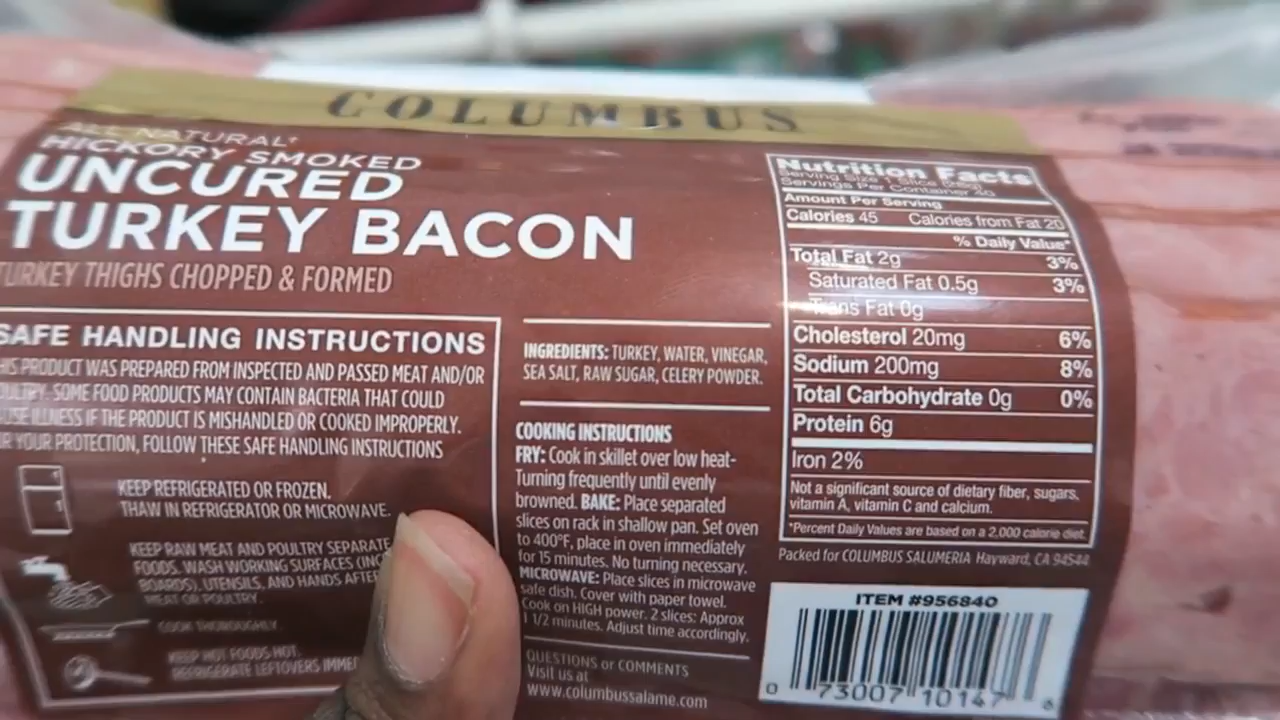 COLUMBUS
ALL NATURAL†
HICKORY SMOKED
UNCURED
TURKEY BACON
TURKEY THIGHS CHOPPED & FORMED
SAFE HANDLING INSTRUCTIONS
THIS PRODUCT WAS PREPARED FROM INSPECTED AND PASSED MEAT AND/OR
POULTRY. SOME FOOD PRODUCTS MAY CONTAIN BACTERIA THAT COULD
CAUSE ILLNESS IF THE PRODUCT IS MISHANDLED OR COOKED IMPROPERLY.
FOR YOUR PROTECTION, FOLLOW THESE SAFE HANDLING INSTRUCTIONS
KEEP REFRIGERATED OR FROZEN.
THAW IN REFRIGERATOR OR MICROWAVE.
KEEP RAW MEAT AND POULTRY SEPARATE
FOODS. WASH WORKING SURFACES (INC
BOARDS), UTENSILS, AND HANDS AFTER
MEAT OR POULTRY.
COOK THOROUGHLY
KEEP HOT FOODS HOT.
REFRIGERATE LEFTOVERS IMMED
INGREDIENTS: TURKEY, WATER, VINEGAR,
SEA SALT, RAW SUGAR, CELERY POWDER.
COOKING INSTRUCTIONS
FRY: Cook in skillet over low heat-
Turning frequently until evenly
browned. BAKE: Place separated
slices on rack in shallow pan. Set oven
to 400°F, place in oven immediately
for 15 minutes. No turning necessary.
MICROWAVE: Place slices in microwave
safe dish. Cover with paper towel.
Cook on HIGH power. 2 slices: Approx
1 1/2 minutes. Adjust time accordingly.
QUESTIONS or COMMENTS
Visit us at
www.columbussalame.com
Nutrition Facts
Serving Size 1 Slice (28g)
Servings Per Container 40
Amount Per Serving
Calories 45 Calories from Fat 20
% Daily Value*
Total Fat 2g 3%
Saturated Fat 0.5g 3%
Trans Fat 0g
Cholesterol 20mg 6%
Sodium 200mg 8%
Total Carbohydrate 0g 0%
Protein 6g
Iron 2%
Not a significant source of dietary fiber, sugars,
vitamin A, vitamin C and calcium.
*Percent Daily Values are based on a 2,000 calorie diet.
Packed for COLUMBUS SALUMERIA Hayward, CA 94544
ITEM #956840
0 73007 10147 6